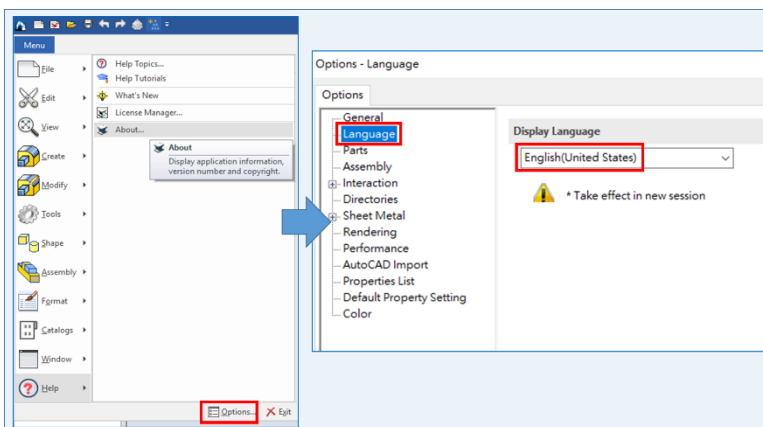 Menu
File
Edit
View
Create
Modify
Tools
Shape
Assembly
Format
Catalogs
Window
Help
Help Topics...
Help Tutorials
What's New
License Manager...
About...
About
Display application information,
version number and copyright.
Options...
Exit
Options - Language
Options
General
Language
Parts
Assembly
Interaction
Directories
Sheet Metal
Rendering
Performance
AutoCAD Import
Properties List
Default Property Setting
Color
Display Language
English(United States)
* Take effect in new session